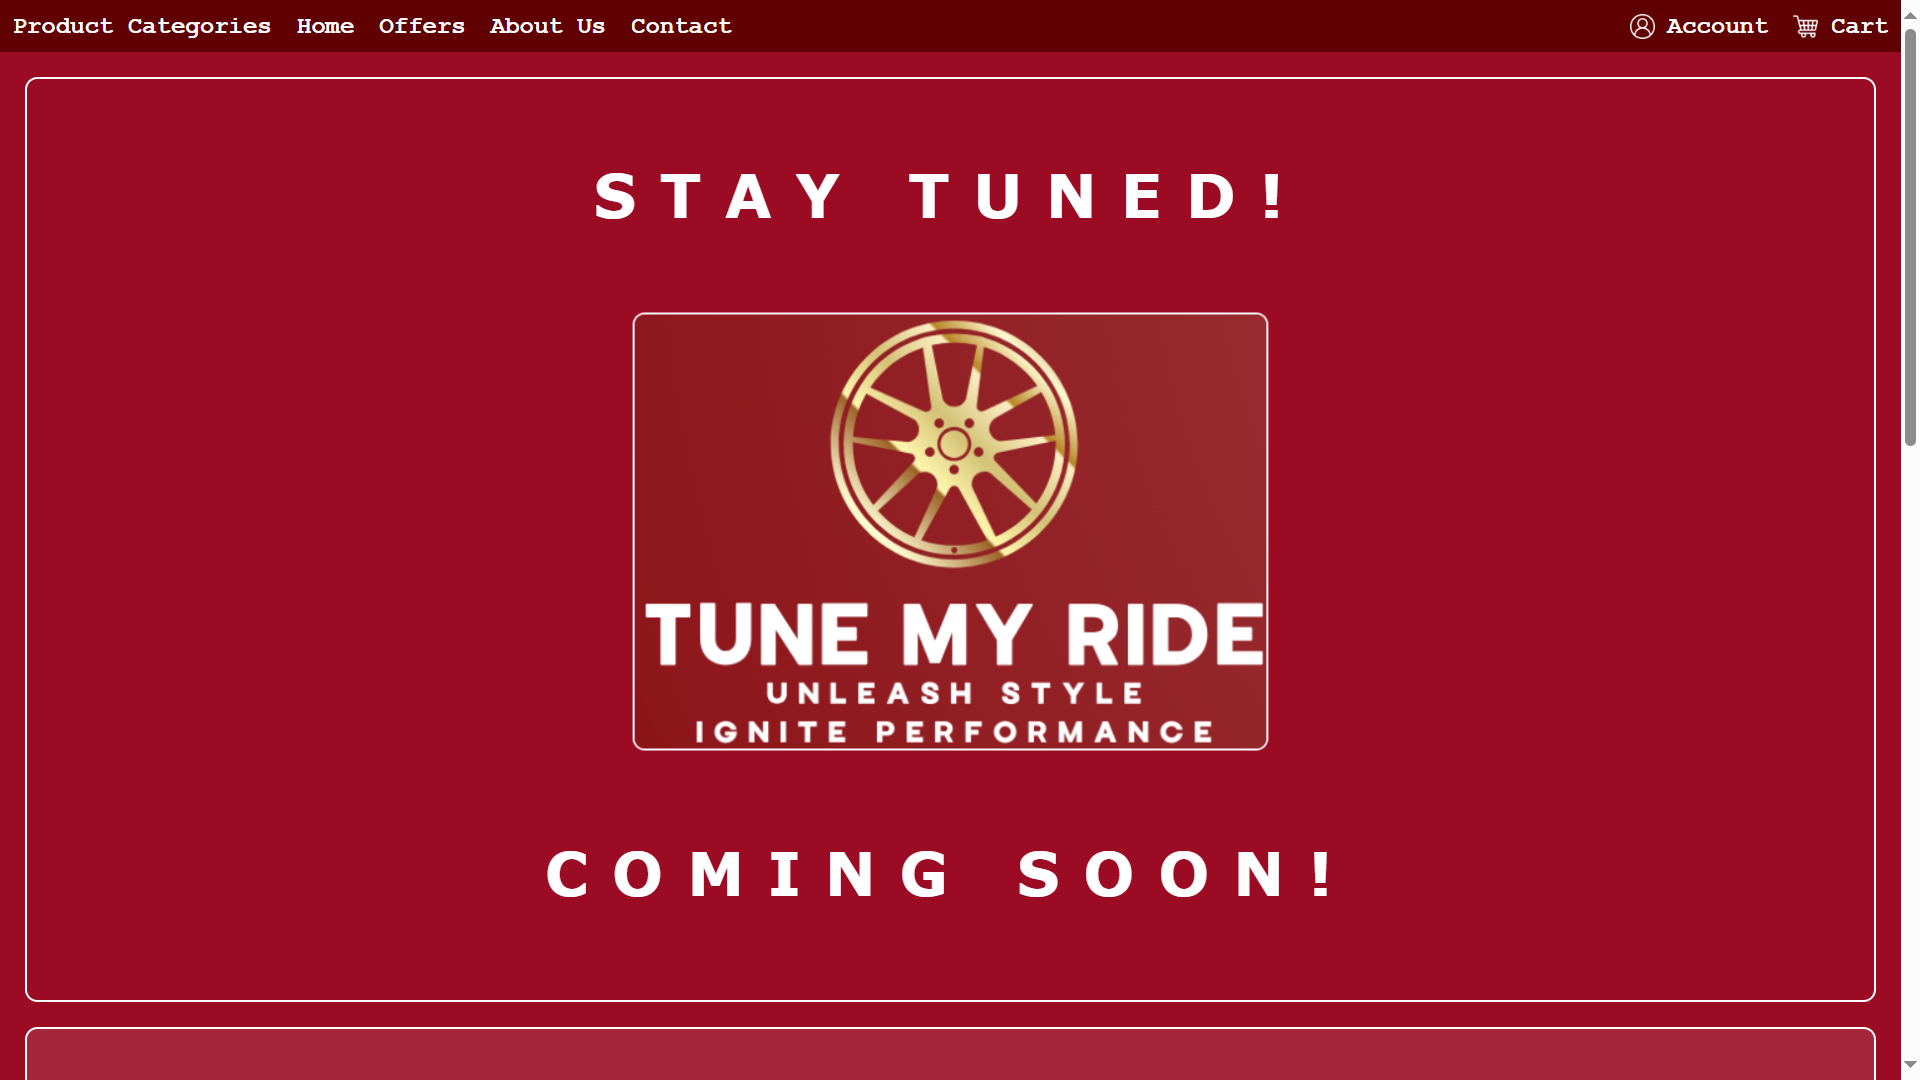 Product Categories Home Offers About Us Contact Account Cart
STAY TUNED!
TUNE MY RIDE
UNLEASH STYLE
IGNITE PERFORMANCE
COMING SOON!